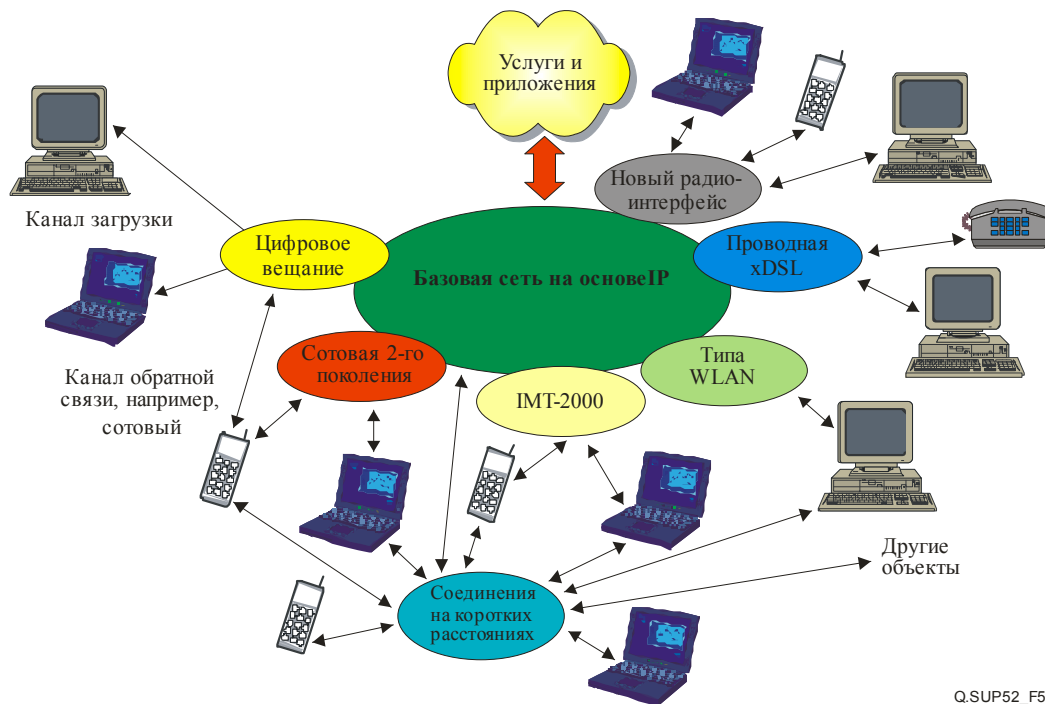 Услуги и
приложения
Новый радио-
интерфейс
Канал загрузки
Цифровое
вещание
Проводная
xDSL
Базовая сеть на основеIP
Сотовая 2-го
поколения
Типа
WLAN
IMT-2000
Канал обратной
связи, например,
сотовый
Другие
объекты
Соединения
на коротких
расстояниях
Q.SUP52_F5